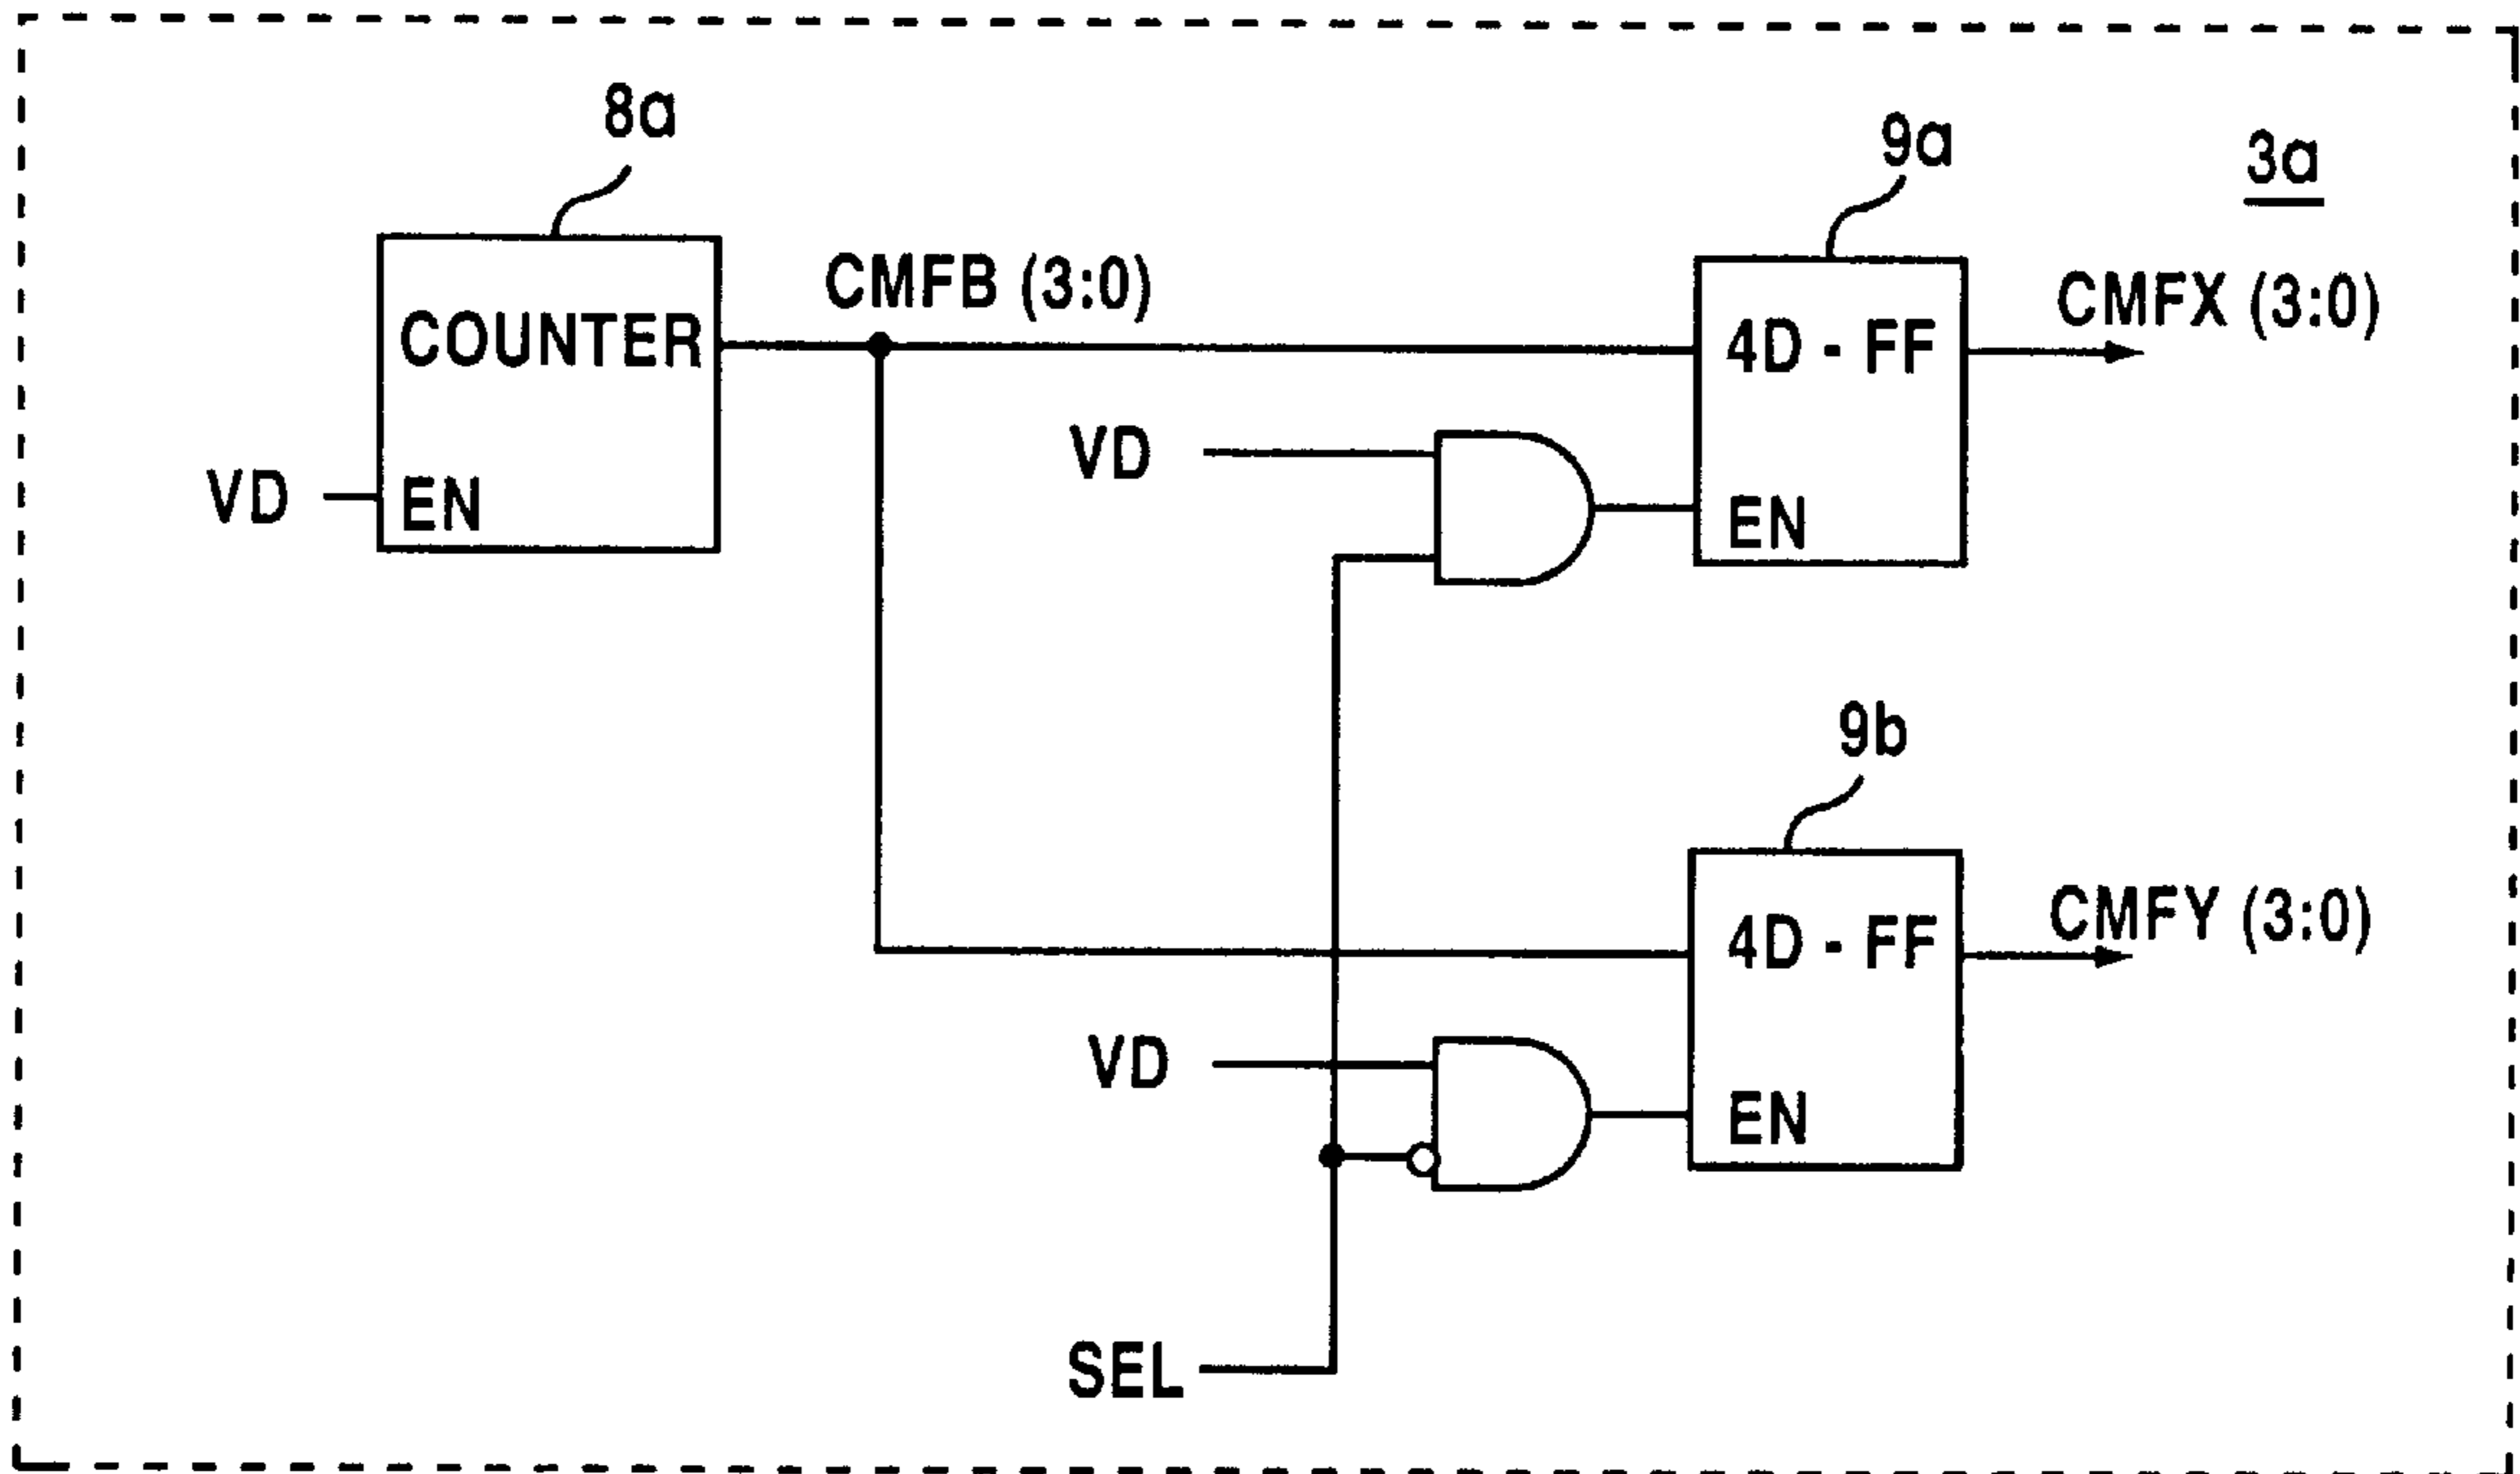 8a
9a
3a
CMFB (3:0)
CMFX (3:0)
COUNTER
4D - FF
VD
VD
EN
EN
9b
CMFY (3:0)
4D - FF
VD
EN
SEL